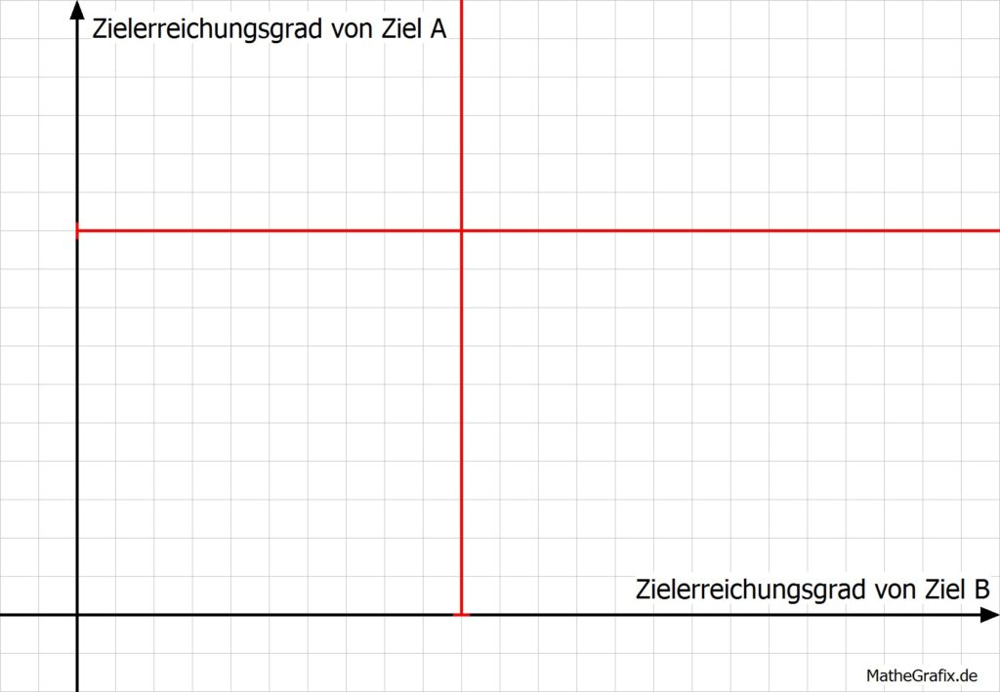 Zielerreichungsgrad von Ziel A
Zielerreichungsgrad von Ziel B
MatheGrafix.de